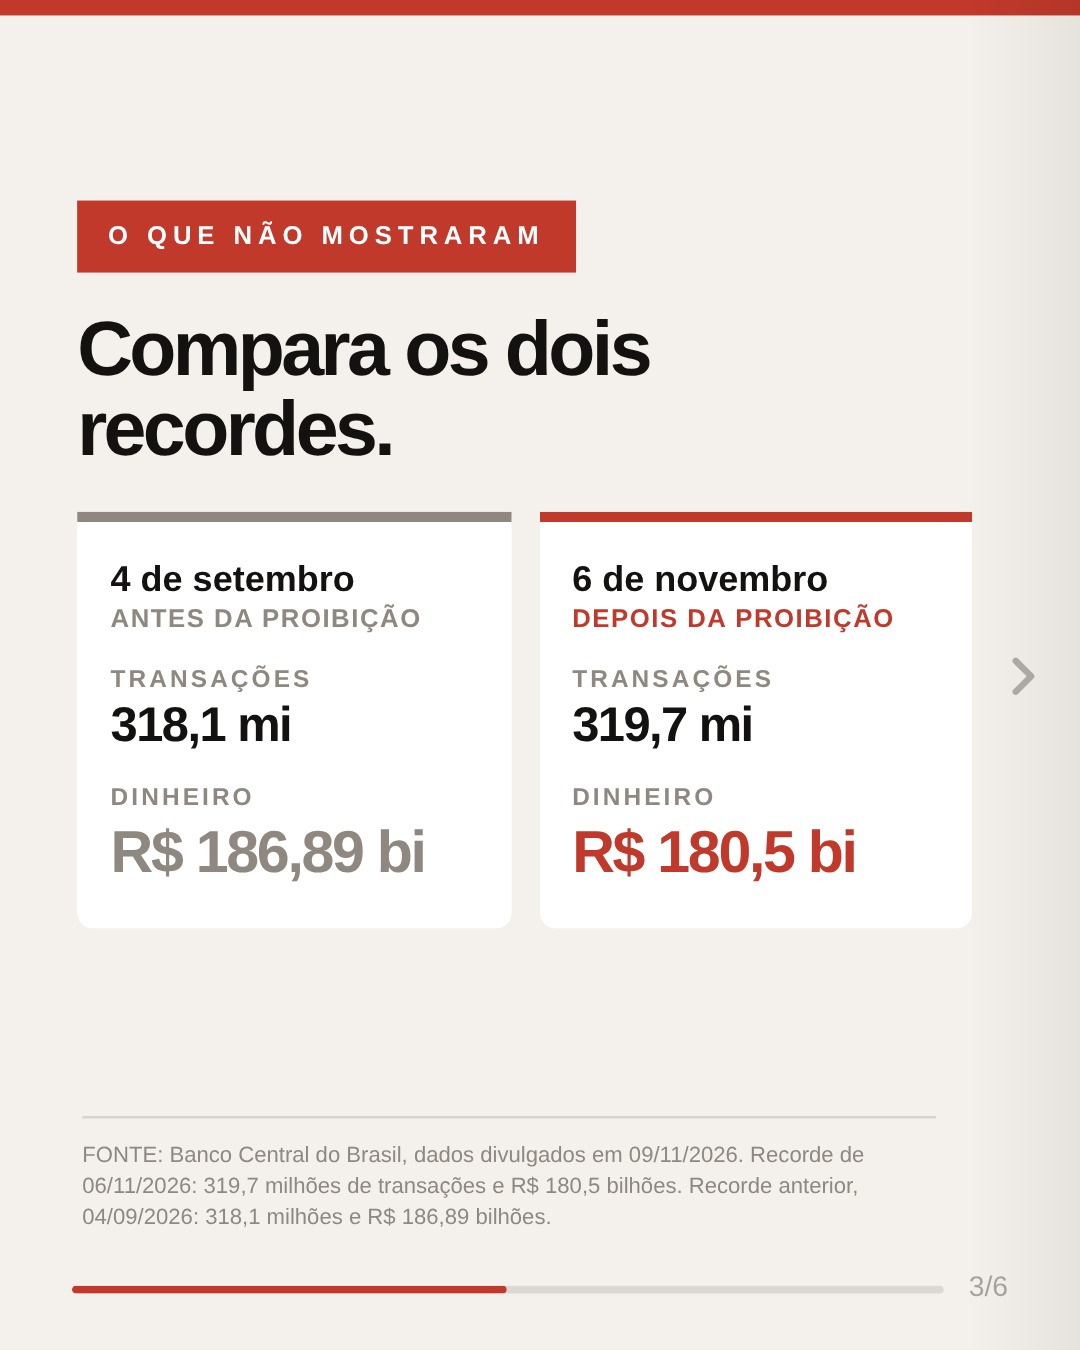 O QUE NÃO MOSTRARAM
Compara os dois
recordes.
4 de setembro
ANTES DA PROIBIÇÃO
TRANSAÇÕES
318,1 mi
DINHEIRO
R$ 186,89 bi
6 de novembro
DEPOIS DA PROIBIÇÃO
TRANSAÇÕES
319,7 mi
DINHEIRO
R$ 180,5 bi
FONTE: Banco Central do Brasil, dados divulgados em 09/11/2026. Recorde de
06/11/2026: 319,7 milhões de transações e R$ 180,5 bilhões. Recorde anterior,
04/09/2026: 318,1 milhões e R$ 186,89 bilhões.
3/6